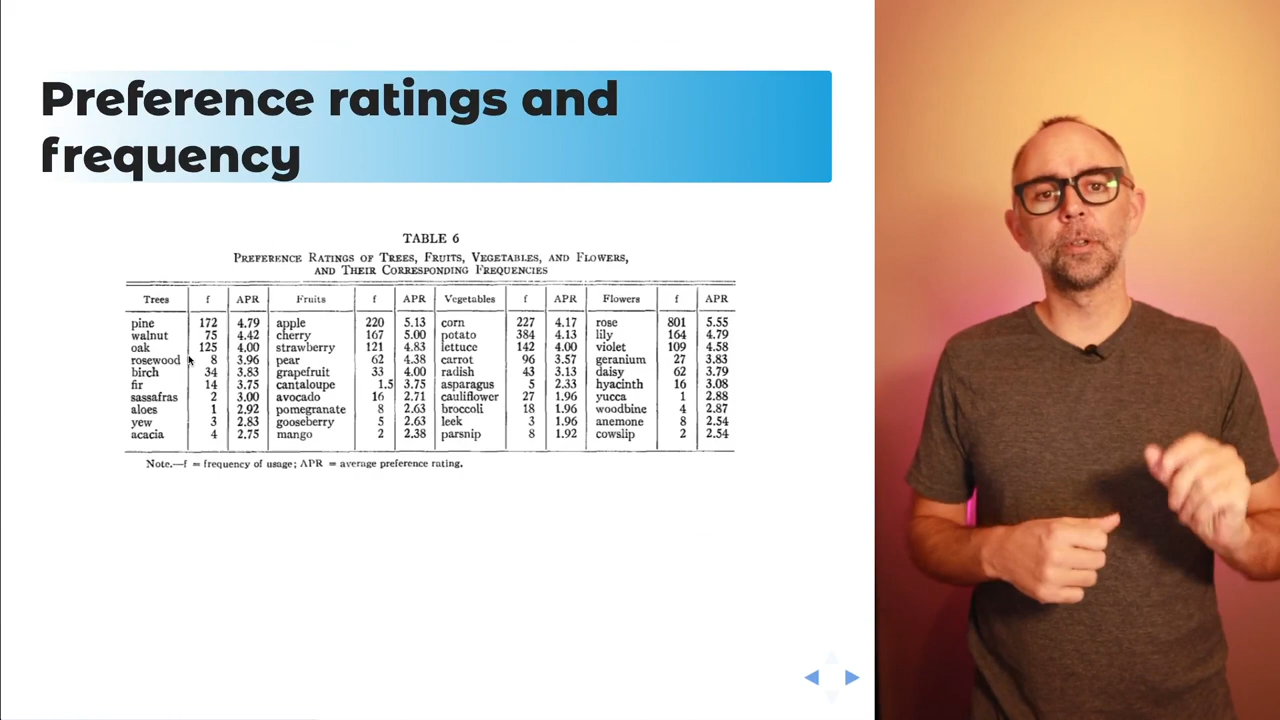 Preference ratings and
frequency
TABLE 6
PREFERENCE RATINGS OF TREES, FRUITS, VEGETABLES, AND FLOWERS,
AND THEIR CORRESPONDING FREQUENCIES
Trees f APR Fruits f APR Vegetables f APR Flowers f APR
pine 172 4.79 apple 220 5.13 corn 227 4.17 rose 801 5.55
walnut 75 4.42 cherry 167 5.00 potato 384 4.13 lily 164 4.79
oak 125 4.00 strawberry 121 4.83 lettuce 142 4.00 violet 109 4.58
rosewood 8 3.96 pear 62 4.38 carrot 96 3.57 geranium 27 3.83
birch 34 3.83 grapefruit 33 4.00 radish 43 3.13 daisy 62 3.79
fir 14 3.75 cantaloupe 1.5 3.75 asparagus 5 2.33 hyacinth 16 3.08
sassafras 2 3.00 avocado 16 2.71 cauliflower 27 1.96 yucca 1 2.88
aloes 1 2.92 pomegranate 8 2.63 broccoli 18 1.96 woodbine 4 2.87
yew 3 2.83 gooseberry 5 2.63 leek 3 1.96 anemone 8 2.54
acacia 4 2.75 mango 2 2.38 parsnip 8 1.92 cowslip 2 2.54
Note.—f = frequency of usage; APR = average preference rating.